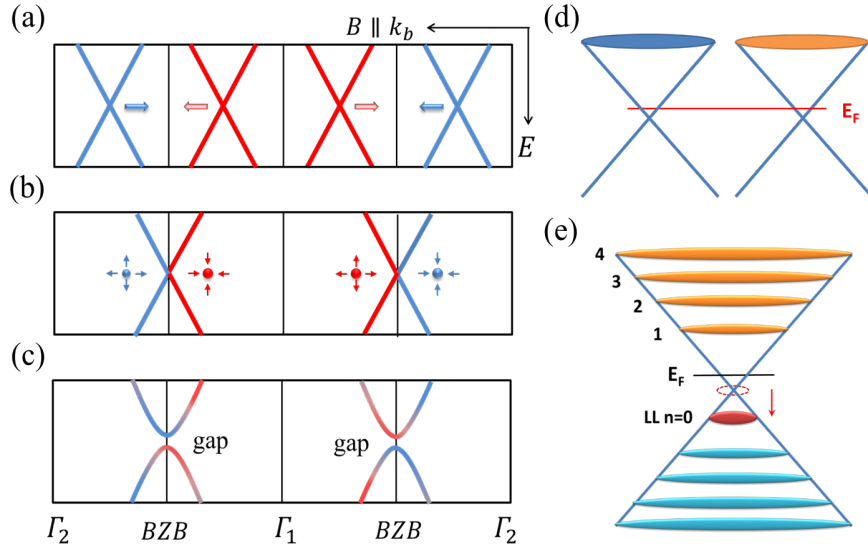 (a)
B ∥ k_b
E
(b)
(c)
gap
gap
Γ_2
BZB
Γ_1
BZB
Γ_2
(d)
E_F
(e)
4
3
2
1
E_F
LL n=0